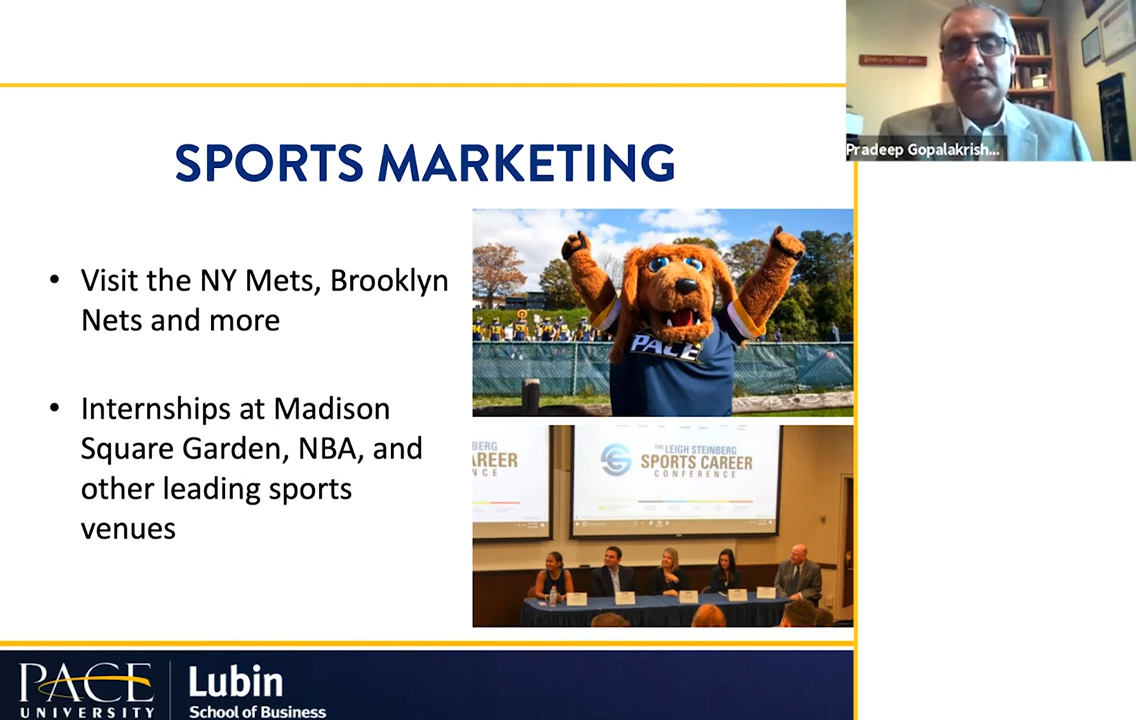 Pradeep Gopalakrish...
SPORTS MARKETING
• Visit the NY Mets, Brooklyn
Nets and more
• Internships at Madison
Square Garden, NBA, and
other leading sports
venues
PACE
BERG
AREER
NCE
THE LEIGH STEINBERG
SPORTS CAREER
CONFERENCE
PACE
UNIVERSITY
Lubin
School of Business